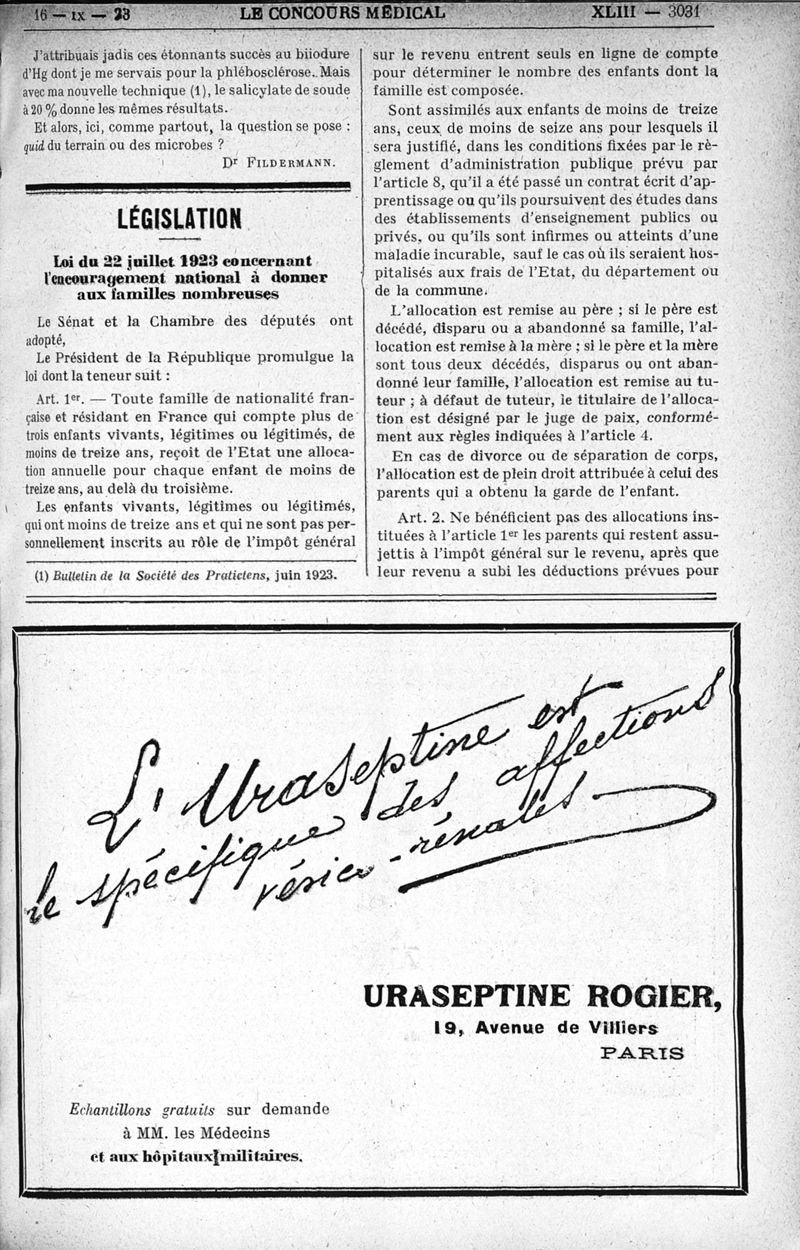 16 — IX — 23
LE CONCOURS MÉDICAL
XLIII — 3031
J'attribuais jadis ces étonnants succès au biiodure
d'Hg dont je me servais pour la phlébosclérose. Mais
avec ma nouvelle technique (1), le salicylate de soude
à 20 % donne les mêmes résultats.
Et alors, ici, comme partout, la question se pose :
quid du terrain ou des microbes ?
Dr FILDERMANN.
LÉGISLATION
Loi du 22 juillet 1923 concernant
l'encouragement national à donner
aux familles nombreuses
Le Sénat et la Chambre des députés ont
adopté,
Le Président de la République promulgue la
loi dont la teneur suit :
Art. 1er. — Toute famille de nationalité fran-
çaise et résidant en France qui compte plus de
trois enfants vivants, légitimes ou légitimés, de
moins de treize ans, reçoit de l'Etat une alloca-
tion annuelle pour chaque enfant de moins de
treize ans, au delà du troisième.
Les enfants vivants, légitimes ou légitimés,
qui ont moins de treize ans et qui ne sont pas per-
sonnellement inscrits au rôle de l'impôt général
(1) Bulletin de la Société des Praticiens, juin 1923.
sur le revenu entrent seuls en ligne de compte
pour déterminer le nombre des enfants dont la
famille est composée.
Sont assimilés aux enfants de moins de treize
ans, ceux de moins de seize ans pour lesquels il
sera justifié, dans les conditions fixées par le rè-
glement d'administration publique prévu par
l'article 8, qu'il a été passé un contrat écrit d'ap-
prentissage ou qu'ils poursuivent des études dans
des établissements d'enseignement publics ou
privés, ou qu'ils sont infirmes ou atteints d'une
maladie incurable, sauf le cas où ils seraient hos-
pitalisés aux frais de l'Etat, du département ou
de la commune.
L'allocation est remise au père ; si le père est
décédé, disparu ou a abandonné sa famille, l'al-
location est remise à la mère ; si le père et la mère
sont tous deux décédés, disparus ou ont aban-
donné leur famille, l'allocation est remise au tu-
teur ; à défaut de tuteur, le titulaire de l'alloca-
tion est désigné par le juge de paix, conformé-
ment aux règles indiquées à l'article 4.
En cas de divorce ou de séparation de corps,
l'allocation est de plein droit attribuée à celui des
parents qui a obtenu la garde de l'enfant.
Art. 2. Ne bénéficient pas des allocations ins-
tituées à l'article 1er les parents qui restent assu-
jettis à l'impôt général sur le revenu, après que
leur revenu a subi les déductions prévues pour
L'Uraseptine est
le spécifique des affections
vésico-rénales
URASEPTINE ROGIER,
19, Avenue de Villiers
PARIS
Echantillons gratuits sur demande
à MM. les Médecins
et aux hôpitaux militaires.